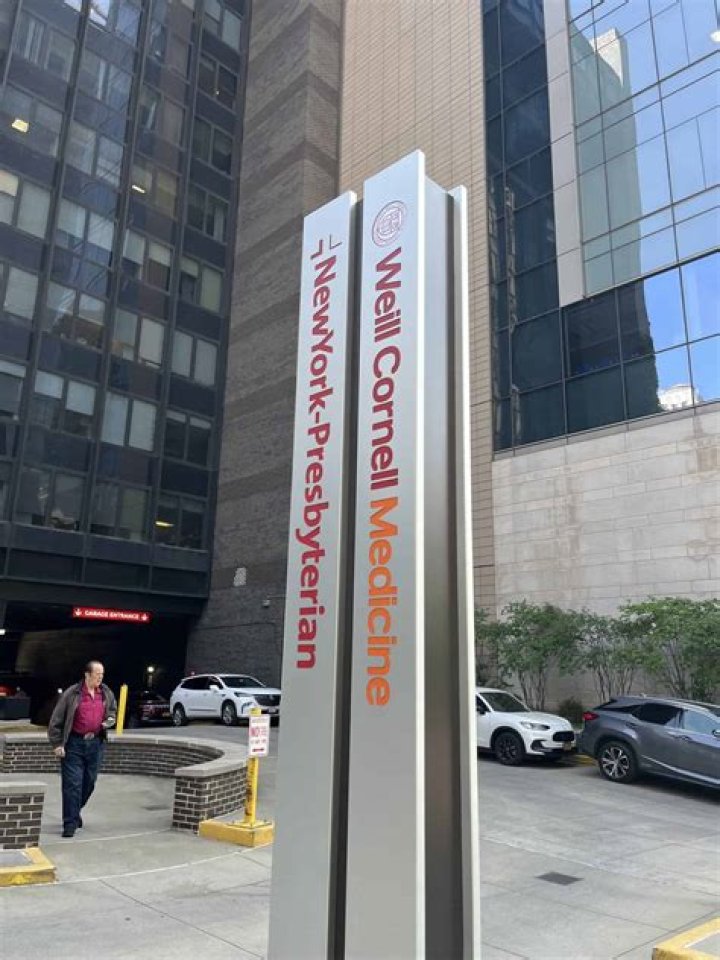 NewYork-Presbyterian
Weill Cornell Medicine
GARAGE ENTRANCE